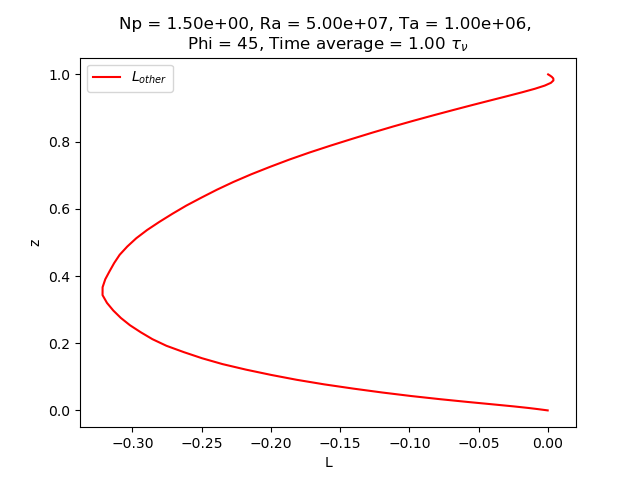 Np = 1.50e+00, Ra = 5.00e+07, Ta = 1.00e+06,
Phi = 45, Time average = 1.00 τ_ν
L_other
1.0
0.8
0.6
0.4
0.2
0.0
z
−0.30
−0.25
−0.20
−0.15
−0.10
−0.05
0.00
L